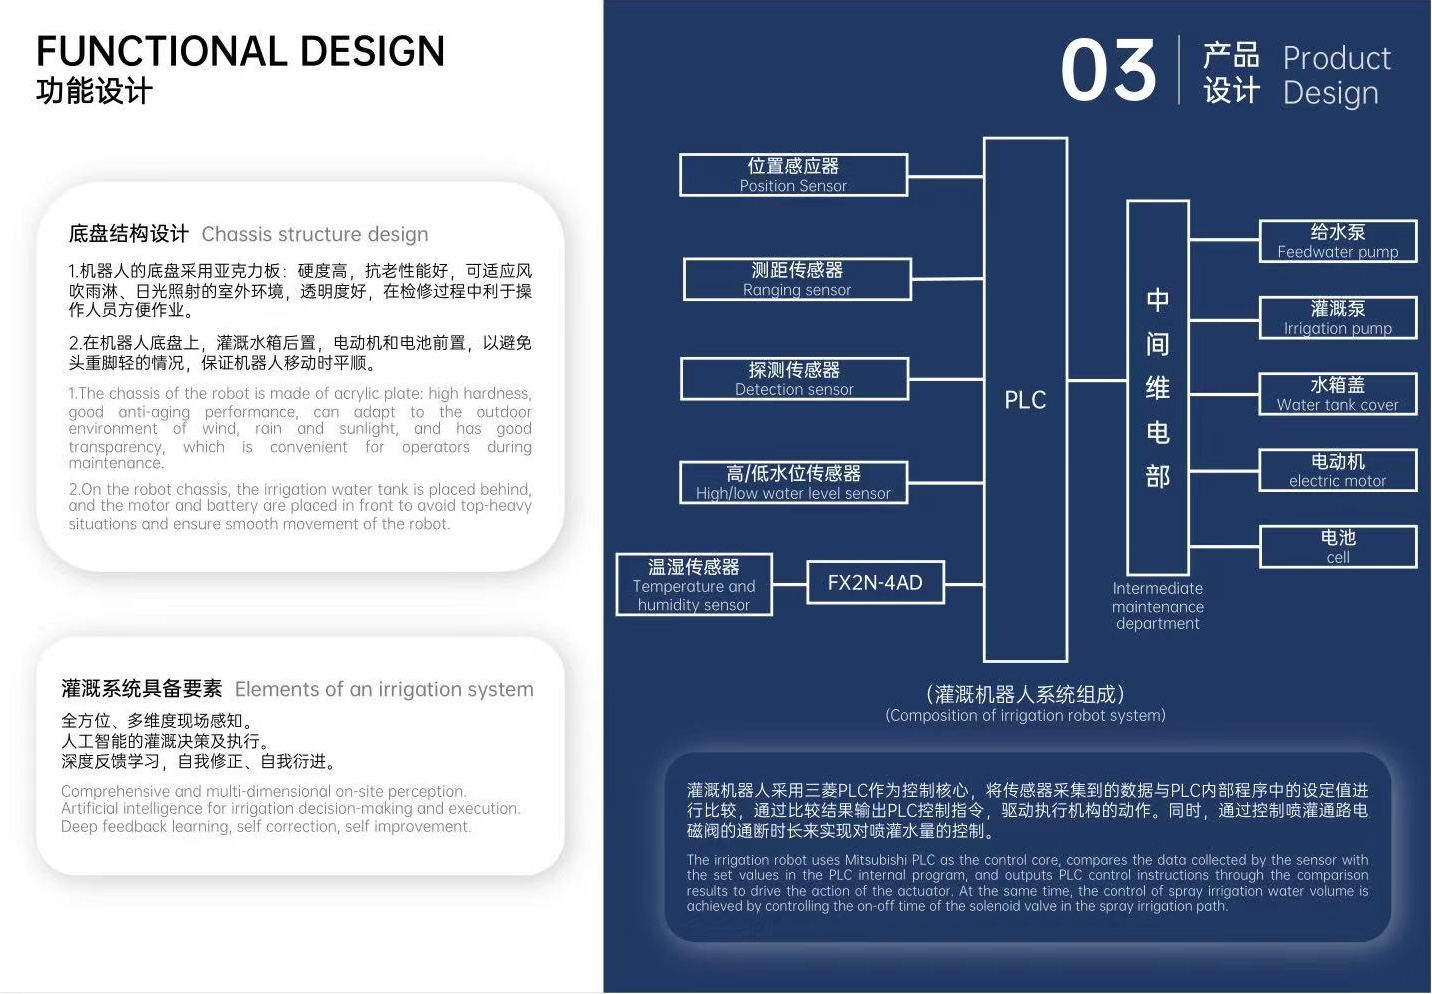 FUNCTIONAL DESIGN
功能设计
底盘结构设计 Chassis structure design
1.机器人的底盘采用亚克力板：硬度高，抗老性能好，可适应风
吹雨淋、日光照射的室外环境，透明度好，在检修过程中利于操
作人员方便作业。
2.在机器人底盘上，灌溉水箱后置，电动机和电池前置，以避免
头重脚轻的情况，保证机器人移动时平顺。
1.The chassis of the robot is made of acrylic plate: high hardness,
good anti-aging performance, can adapt to the outdoor
environment of wind, rain and sunlight, and has good
transparency, which is convenient for operators during
maintenance.
2.On the robot chassis, the irrigation water tank is placed behind,
and the motor and battery are placed in front to avoid top-heavy
situations and ensure smooth movement of the robot.
灌溉系统具备要素 Elements of an irrigation system
全方位、多维度现场感知。
人工智能的灌溉决策及执行。
深度反馈学习，自我修正、自我衍进。
Comprehensive and multi-dimensional on-site perception.
Artificial intelligence for irrigation decision-making and execution.
Deep feedback learning, self correction, self improvement.
03
产品
设计
Product
Design
位置感应器
Position Sensor
测距传感器
Ranging sensor
探测传感器
Detection sensor
高/低水位传感器
High/low water level sensor
温湿传感器
Temperature and
humidity sensor
FX2N-4AD
PLC
中
间
维
电
部
Intermediate
maintenance
department
给水泵
Feedwater pump
灌溉泵
Irrigation pump
水箱盖
Water tank cover
电动机
electric motor
电池
cell
（灌溉机器人系统组成）
(Composition of irrigation robot system)
灌溉机器人采用三菱PLC作为控制核心，将传感器采集到的数据与PLC内部程序中的设定值进
行比较，通过比较结果输出PLC控制指令，驱动执行机构的动作。同时，通过控制喷灌通路电
磁阀的通断时长来实现对喷灌水量的控制。
The irrigation robot uses Mitsubishi PLC as the control core, compares the data collected by the sensor with
the set values in the PLC internal program, and outputs PLC control instructions through the comparison
results to drive the action of the actuator. At the same time, the control of spray irrigation water volume is
achieved by controlling the on-off time of the solenoid valve in the spray irrigation path.